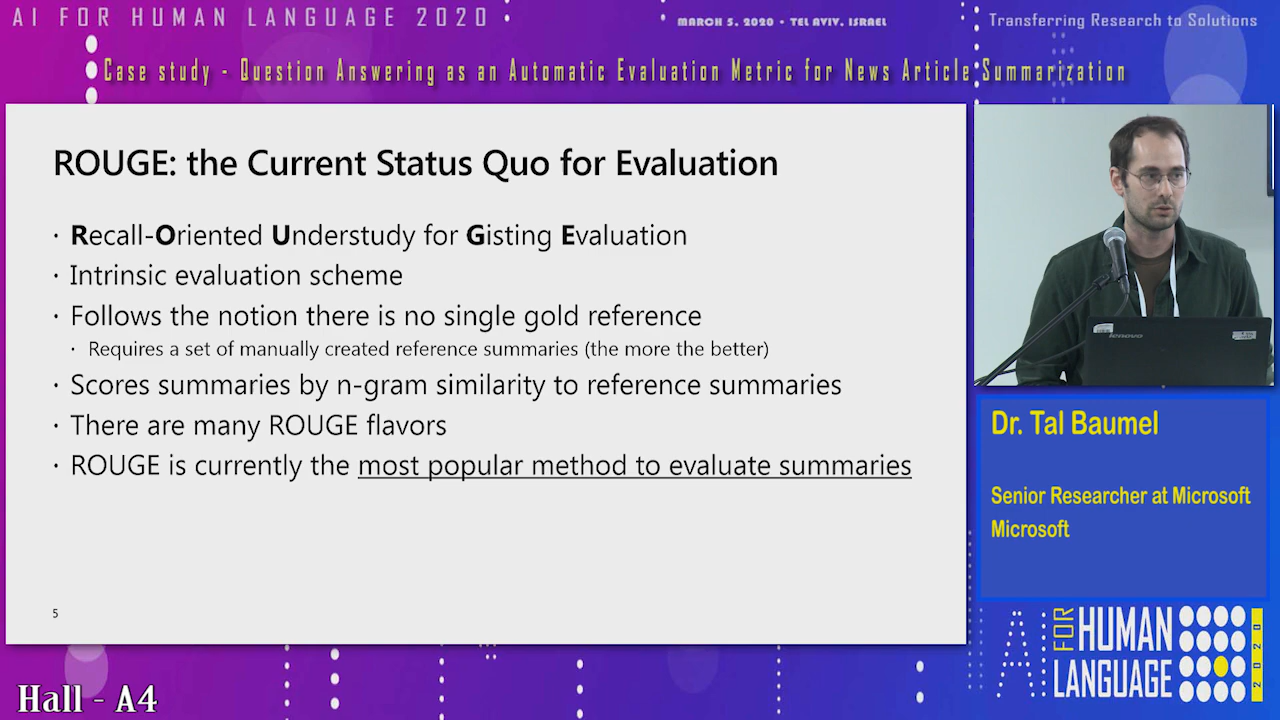 AI FOR HUMAN LANGUAGE 2020
MARCH 5, 2020 • TEL AVIV, ISRAEL
Transferring Research to Solutions
Case study - Question Answering as an Automatic Evaluation Metric for News Article Summarization
ROUGE: the Current Status Quo for Evaluation
· Recall-Oriented Understudy for Gisting Evaluation
· Intrinsic evaluation scheme
· Follows the notion there is no single gold reference
· Requires a set of manually created reference summaries (the more the better)
· Scores summaries by n-gram similarity to reference summaries
· There are many ROUGE flavors
· ROUGE is currently the most popular method to evaluate summaries
5
lenovo
Dr. Tal Baumel
Senior Researcher at Microsoft
Microsoft
AI FOR HUMAN
LANGUAGE 2020
Hall - A4